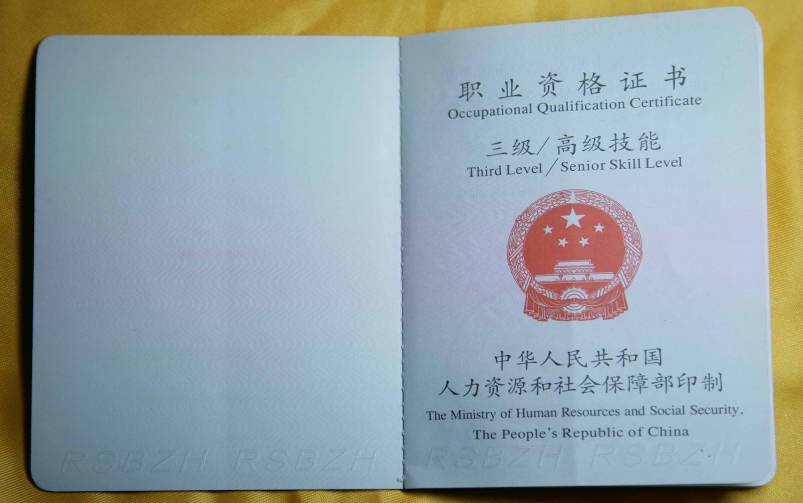 职业资格证书
Occupational Qualification Certificate
三级/高级技能
Third Level/Senior Skill Level
中华人民共和国
人力资源和社会保障部印制
The Ministry of Human Resources and Social Security,
The People's Republic of China
RSBZH RSBZH RSBZH RSBZH